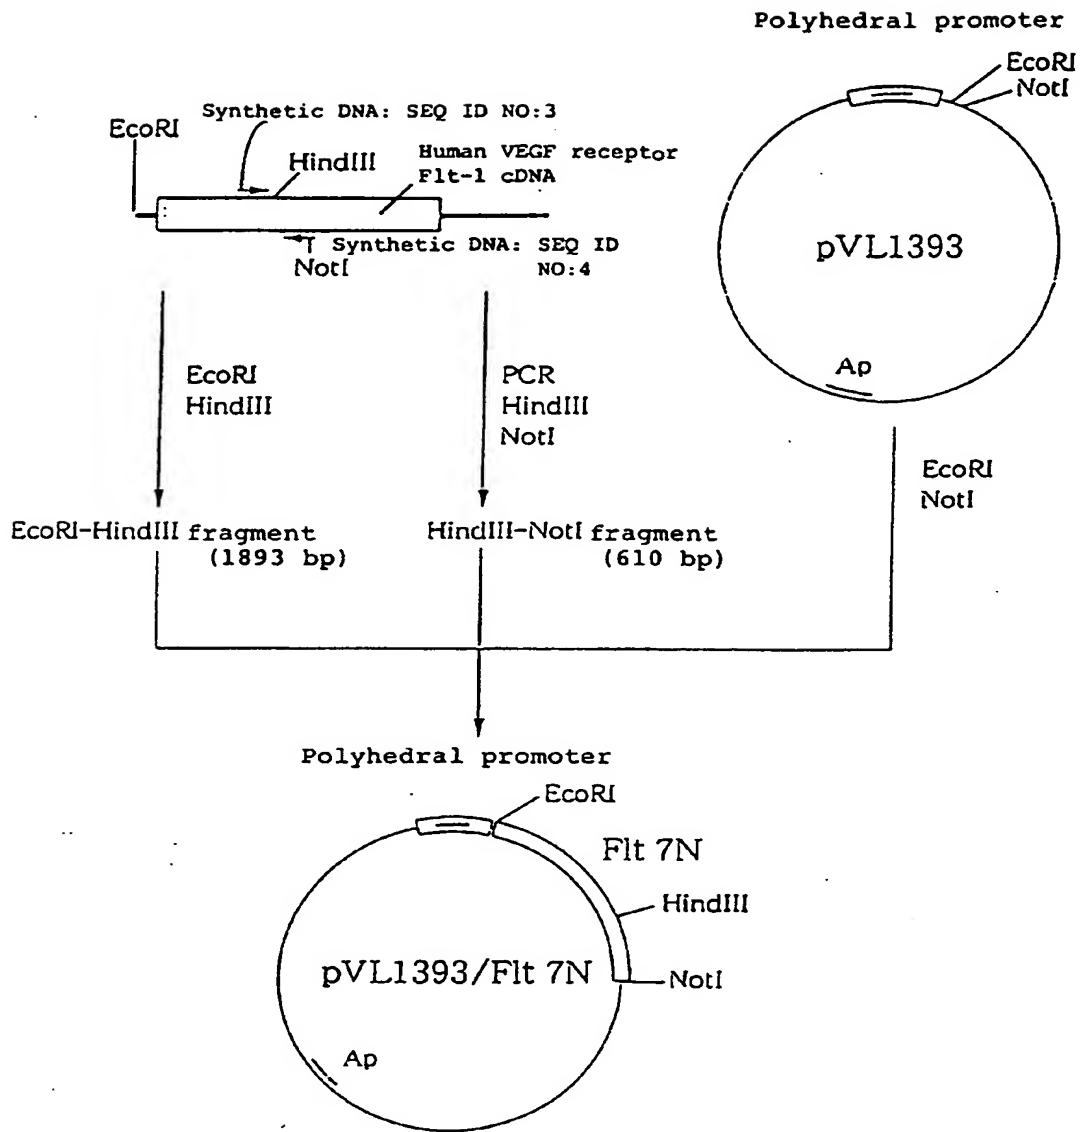 Polyhedral promoter
EcoRI
NotI
Synthetic DNA: SEQ ID NO:3
EcoRI
HindIII
Human VEGF receptor
Flt-1 cDNA
Synthetic DNA: SEQ ID
NO:4
NotI
pVL1393
Ap
EcoRI
HindIII
PCR
HindIII
NotI
EcoRI
NotI
EcoRI-HindIII fragment
(1893 bp)
HindIII-NotI fragment
(610 bp)
Polyhedral promoter
EcoRI
Flt 7N
HindIII
pVL1393/Flt 7N
NotI
Ap